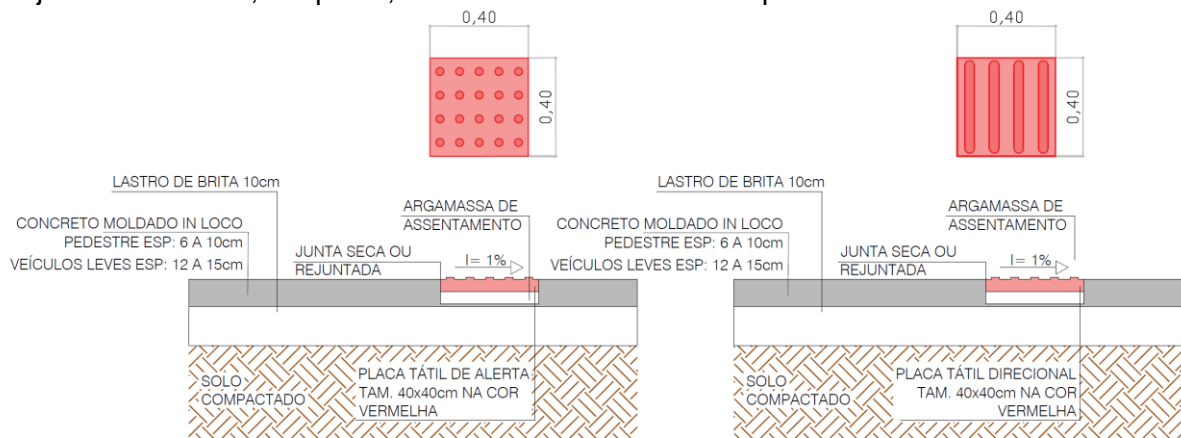 0,40
0,40
LASTRO DE BRITA 10cm
CONCRETO MOLDADO IN LOCO
PEDESTRE ESP: 6 A 10cm
VEÍCULOS LEVES ESP: 12 A 15cm
JUNTA SECA OU
REJUNTADA
ARGAMASSA DE
ASSENTAMENTO
I= 1%
SOLO
COMPACTADO
PLACA TÁTIL DE ALERTA
TAM. 40x40cm NA COR
VERMELHA
0,40
0,40
LASTRO DE BRITA 10cm
CONCRETO MOLDADO IN LOCO
PEDESTRE ESP: 6 A 10cm
VEÍCULOS LEVES ESP: 12 A 15cm
JUNTA SECA OU
REJUNTADA
ARGAMASSA DE
ASSENTAMENTO
I= 1%
SOLO
COMPACTADO
PLACA TÁTIL DIRECIONAL
TAM. 40x40cm NA COR
VERMELHA